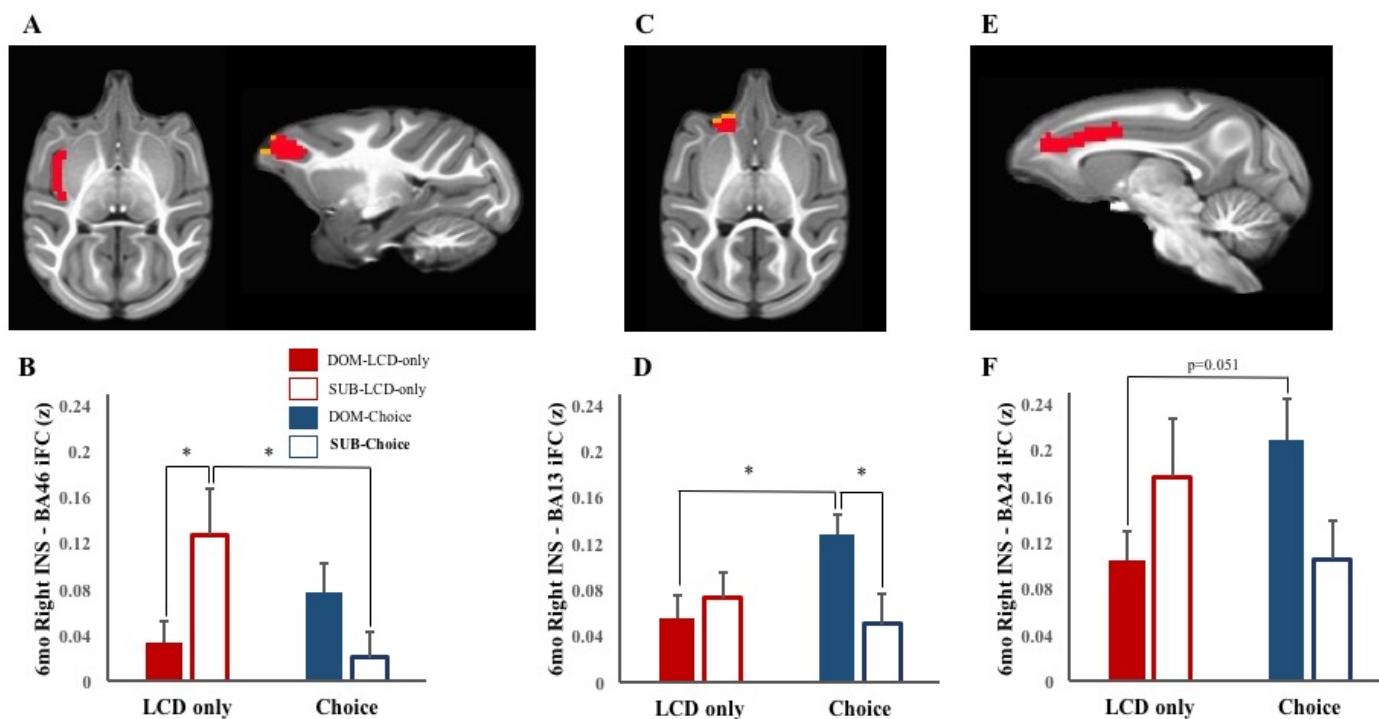 A
C
E
B
DOM-LCD-only
SUB-LCD-only
DOM-Choice
SUB-Choice
6mo Right INS - BA46 iFC (z)
0.24
0.2
0.16
0.12
0.08
0.04
0
*
*
LCD only
Choice
D
6mo Right INS - BA13 iFC (z)
0.24
0.2
0.16
0.12
0.08
0.04
0
*
*
LCD only
Choice
F
p=0.051
6mo Right INS - BA24 iFC (z)
0.24
0.2
0.16
0.12
0.08
0.04
0
LCD only
Choice